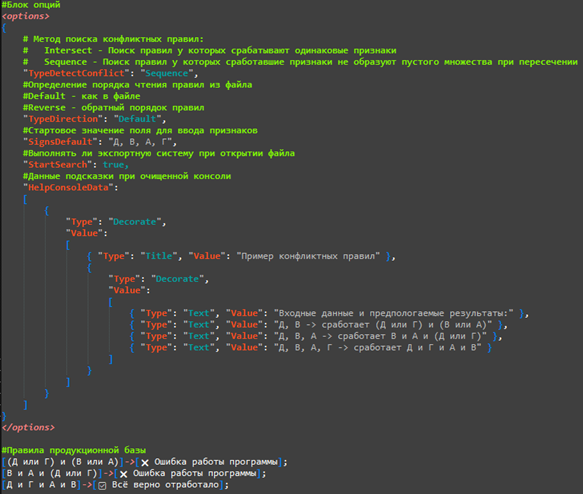 #Блок опций
<options>
{
# Метод поиска конфликтных правил:
# Intersect - Поиск правил у которых срабатывают одинаковые признаки
# Sequence - Поиск правил у которых сработавшие признаки не образуют пустого множества при пересечении
"TypeDetectConflict": "Sequence",
#Определение порядка чтения правил из файла
#Default - как в файле
#Reverse - обратный порядок правил
"TypeDirection": "Default",
#Стартовое значение поля для ввода признаков
"SignsDefault": "Д, В, А, Г",
#Выполнять ли экспортную систему при открытии файла
"StartSearch": true,
#Данные подсказки при очищенной консоли
"HelpConsoleData":
[
{
"Type": "Decorate",
"Value":
[
{ "Type": "Title", "Value": "Пример конфликтных правил" },
{
"Type": "Decorate",
"Value":
[
{ "Type": "Text", "Value": "Входные данные и предпологаемые результаты:" },
{ "Type": "Text", "Value": "Д, В -> сработает (Д или Г) и (В или А)" },
{ "Type": "Text", "Value": "Д, В, А -> сработает В и А и (Д или Г)" },
{ "Type": "Text", "Value": "Д, В, А, Г -> сработает Д и Г и А и В" }
]
}
]
}
]
}
</options>
#Правила продукционной базы
[(Д или Г) и (В или А)]->[❌ Ошибка работы программы];
[В и А и (Д или Г)]->[❌ Ошибка работы программы];
[Д и Г и А и В]->[☑ Всё верно отработало];